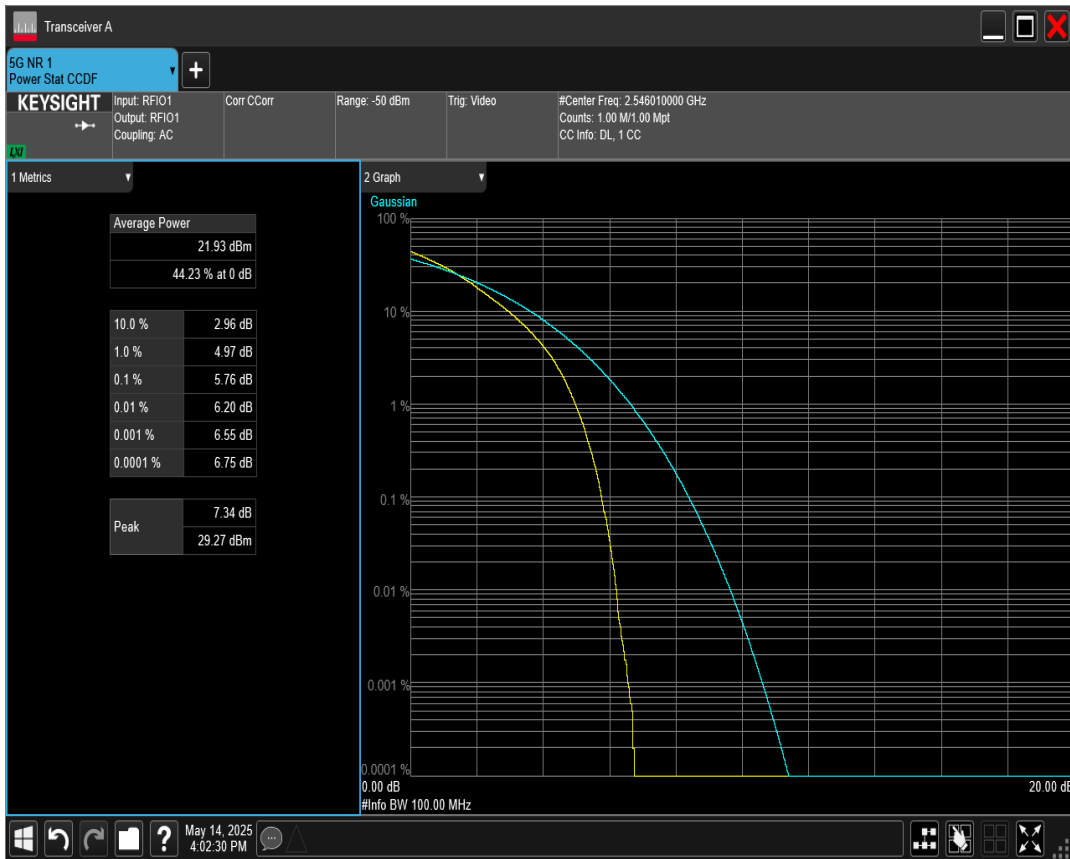 Transceiver A
5G NR 1
Power Stat CCDF
+
KEYSIGHT
LXI
Input: RFIO1
Output: RFIO1
Coupling: AC
Corr CCorr
Range: -50 dBm
Trig: Video
#Center Freq: 2.546010000 GHz
Counts: 1.00 M/1.00 Mpt
CC Info: DL, 1 CC
1 Metrics
Average Power
21.93 dBm
44.23 % at 0 dB
10.0 % 2.96 dB
1.0 % 4.97 dB
0.1 % 5.76 dB
0.01 % 6.20 dB
0.001 % 6.55 dB
0.0001 % 6.75 dB
Peak
7.34 dB
29.27 dBm
2 Graph
Gaussian
100 %
10 %
1 %
0.1 %
0.01 %
0.001 %
0.0001 %
0.00 dB 20.00 dB
#Info BW 100.00 MHz
?
May 14, 2025
4:02:30 PM